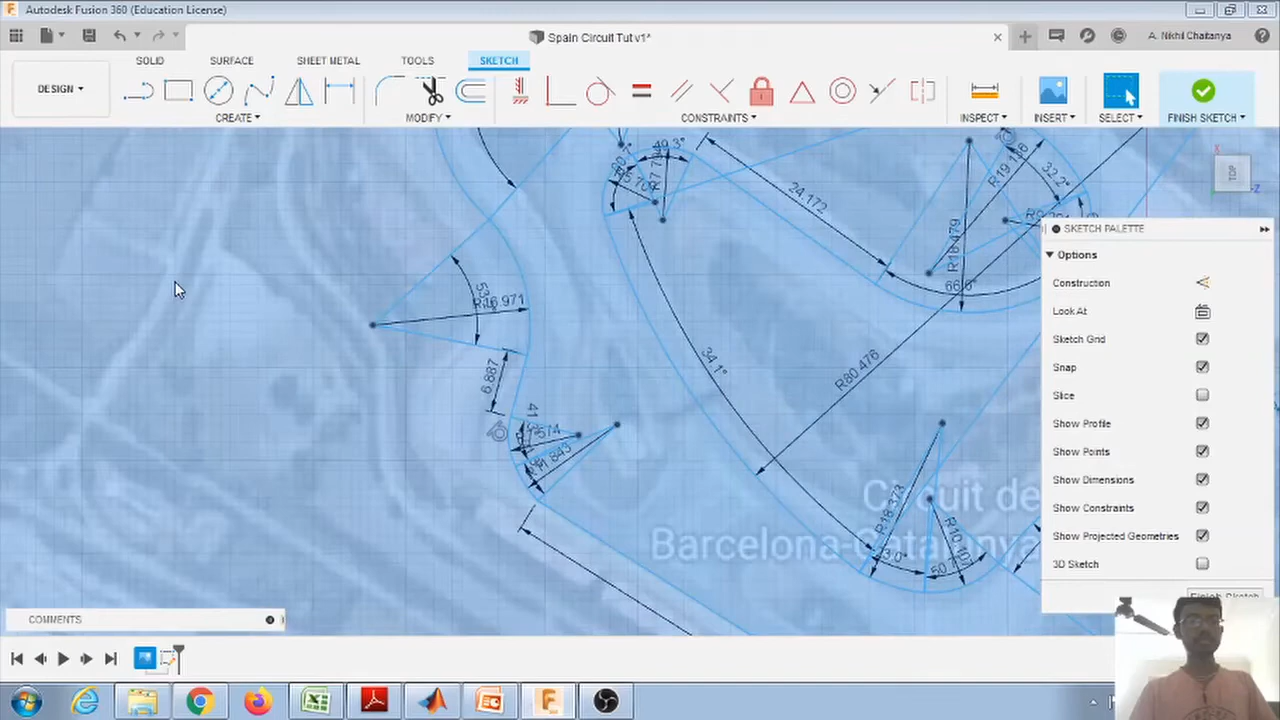 Autodesk Fusion 360 (Education License)
Spain Circuit Tut v1*
A. Nikhil Chaitanya
DESIGN
SOLID
SURFACE
SHEET METAL
TOOLS
SKETCH
CREATE
MODIFY
CONSTRAINTS
INSPECT
INSERT
SELECT
FINISH SKETCH
TOP
X
Z
49.3°
24.172
R19.136
32.2°
R18.479
66.6°
R16.971
6.887
34.1°
R80.476
R18.373
50.
Circuit de
Barcelona-Catalunya
SKETCH PALETTE
Options
Construction
Look At
Sketch Grid
Snap
Slice
Show Profile
Show Points
Show Dimensions
Show Constraints
Show Projected Geometries
3D Sketch
Finish Sketch
COMMENTS